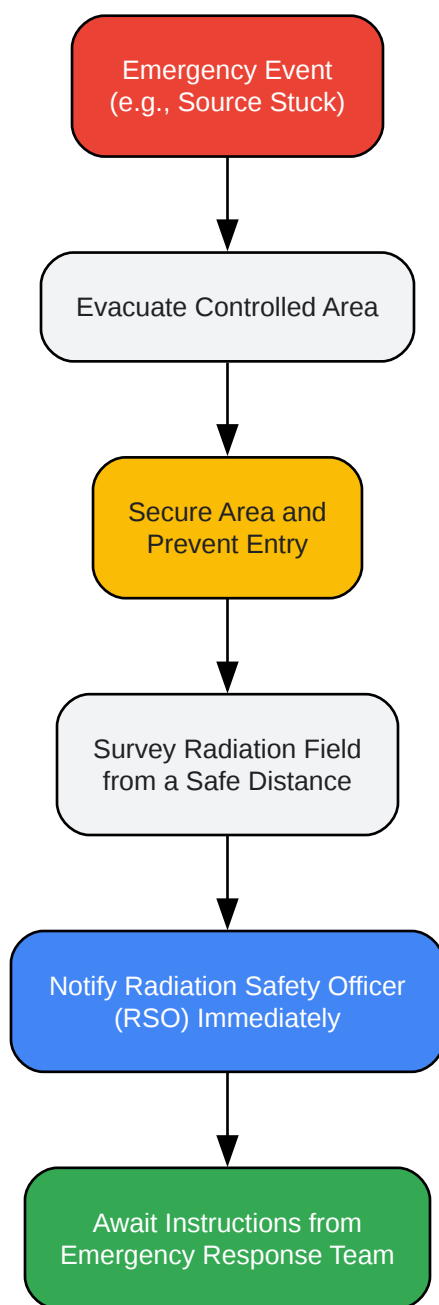 Emergency Event
(e.g., Source Stuck)
Evacuate Controlled Area
Secure Area and
Prevent Entry
Survey Radiation Field
from a Safe Distance
Notify Radiation Safety Officer
(RSO) Immediately
Await Instructions from
Emergency Response Team